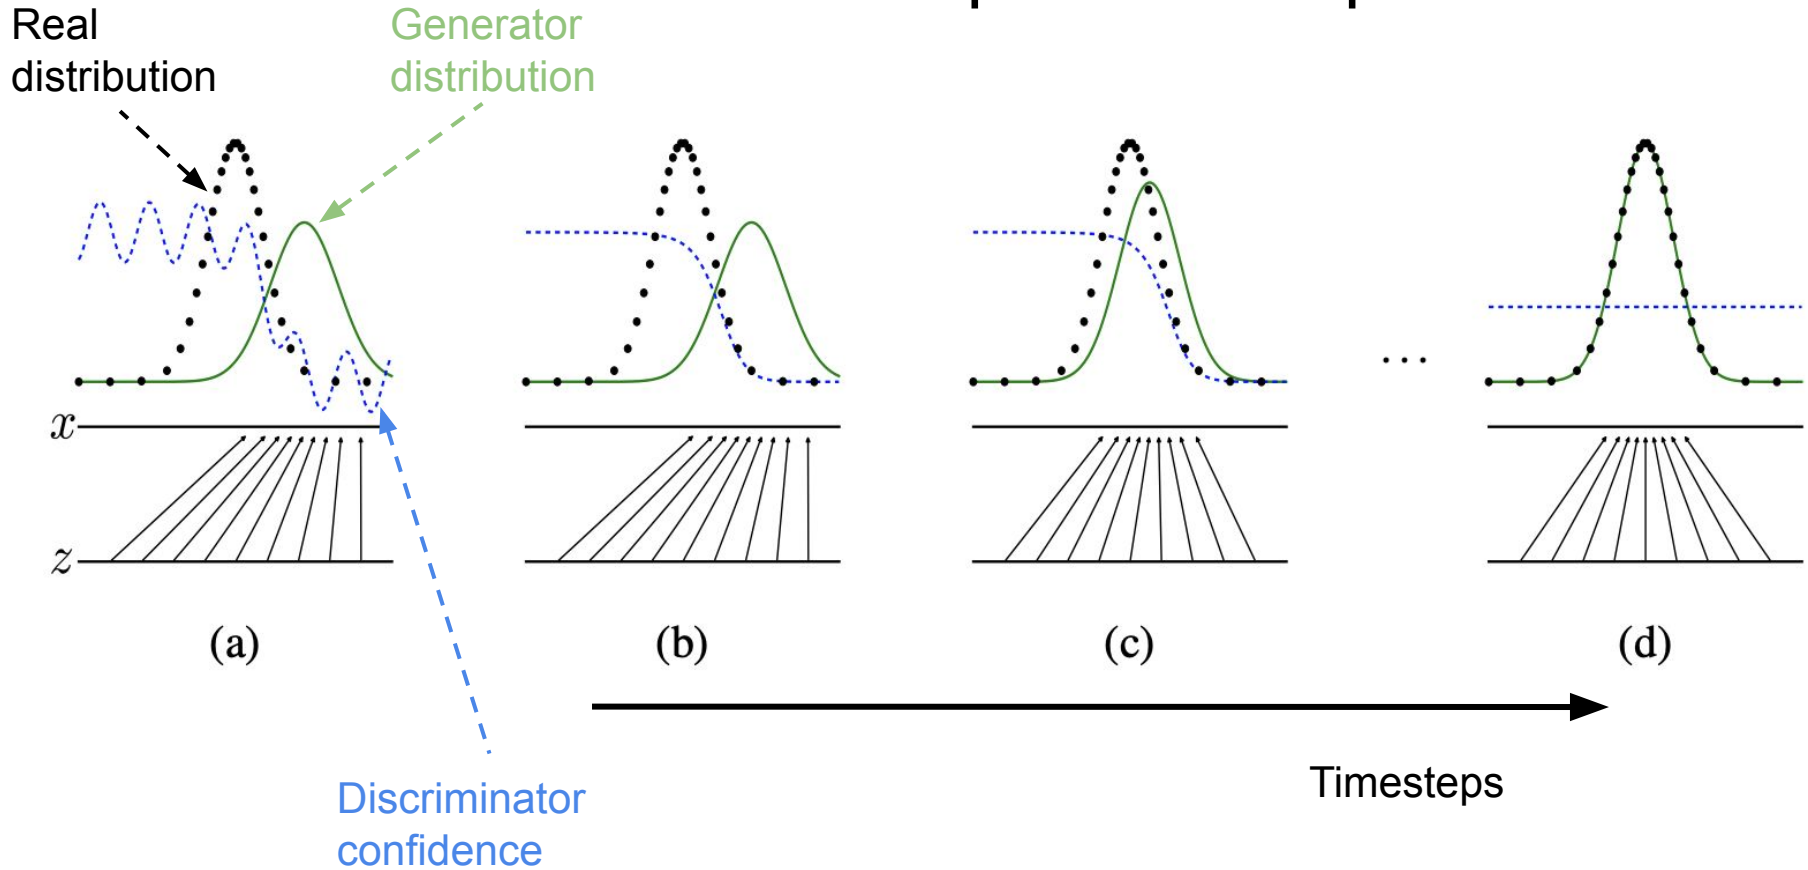 Real
distribution
Generator
distribution
x
z
(a)
(b)
(c)
...
(d)
Timesteps
Discriminator
confidence